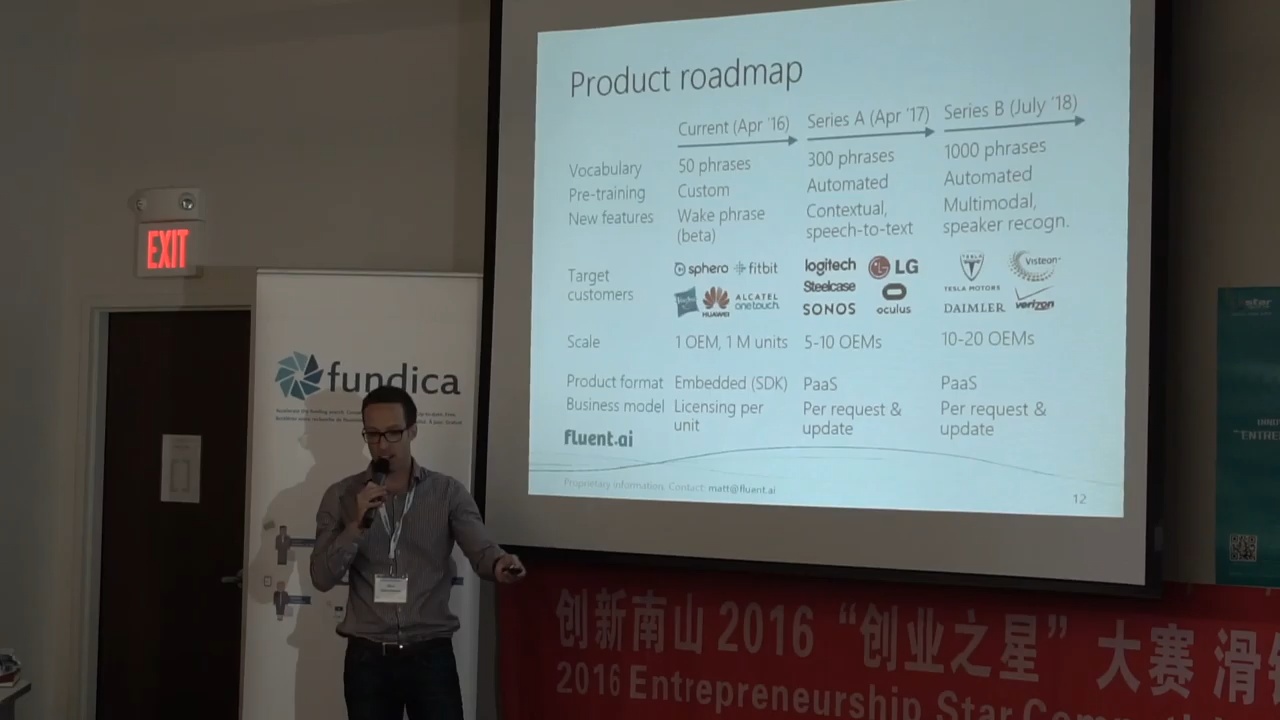 Product roadmap
Current (Apr '16) Series A (Apr '17) Series B (July '18)
Vocabulary 50 phrases 300 phrases 1000 phrases
Pre-training Custom Automated Automated
New features Wake phrase (beta) Contextual, speech-to-text Multimodal, speaker recogn.
Target customers
sphero fitbit logitech LG TESLA MOTORS Visteon
HUAWEI ALCATEL onetouch Steelcase SONOS oculus DAIMLER verizon
Scale 1 OEM, 1 M units 5-10 OEMs 10-20 OEMs
Product format Embedded (SDK) PaaS PaaS
Business model Licensing per unit Per request & update Per request & update
fluent.ai
Proprietary information. Contact: matt@fluent.ai
12
EXIT
fundica
创新南山 2016 “创业之星” 大赛 滑
2016 Entrepreneurship Star